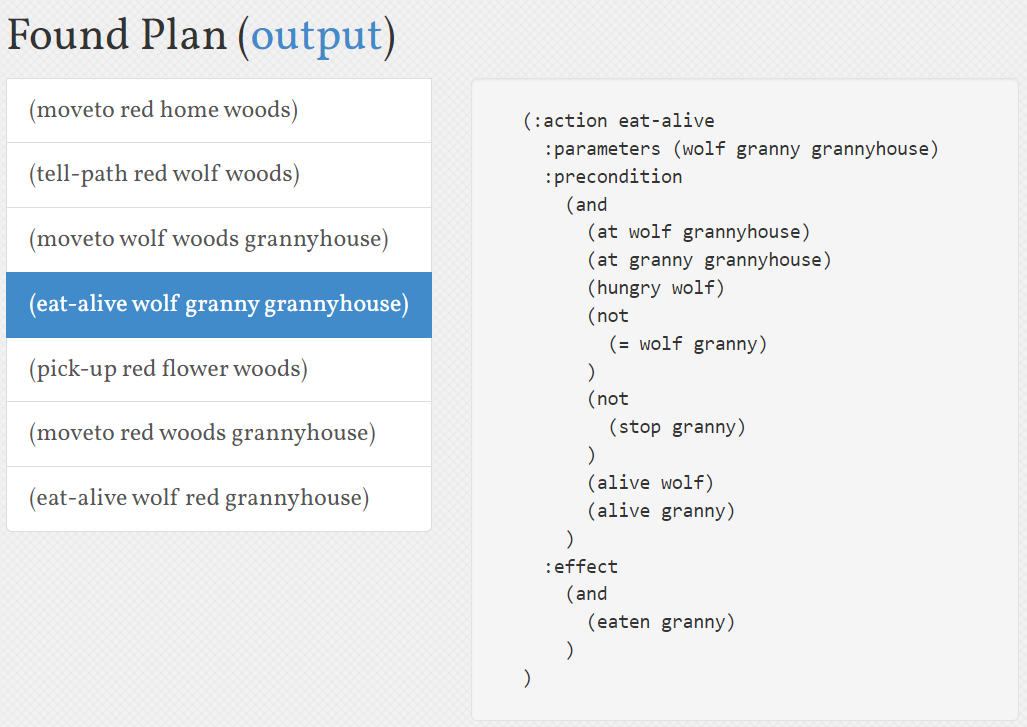 Found Plan (output)
(moveto red home woods)
(tell-path red wolf woods)
(moveto wolf woods grannyhouse)
(eat-alive wolf granny grannyhouse)
(pick-up red flower woods)
(moveto red woods grannyhouse)
(eat-alive wolf red grannyhouse)
(:action eat-alive
  :parameters (wolf granny grannyhouse)
  :precondition
    (and
      (at wolf grannyhouse)
      (at granny grannyhouse)
      (hungry wolf)
      (not
        (= wolf granny)
      )
      (not
        (stop granny)
      )
      (alive wolf)
      (alive granny)
    )
  :effect
    (and
      (eaten granny)
    )
)